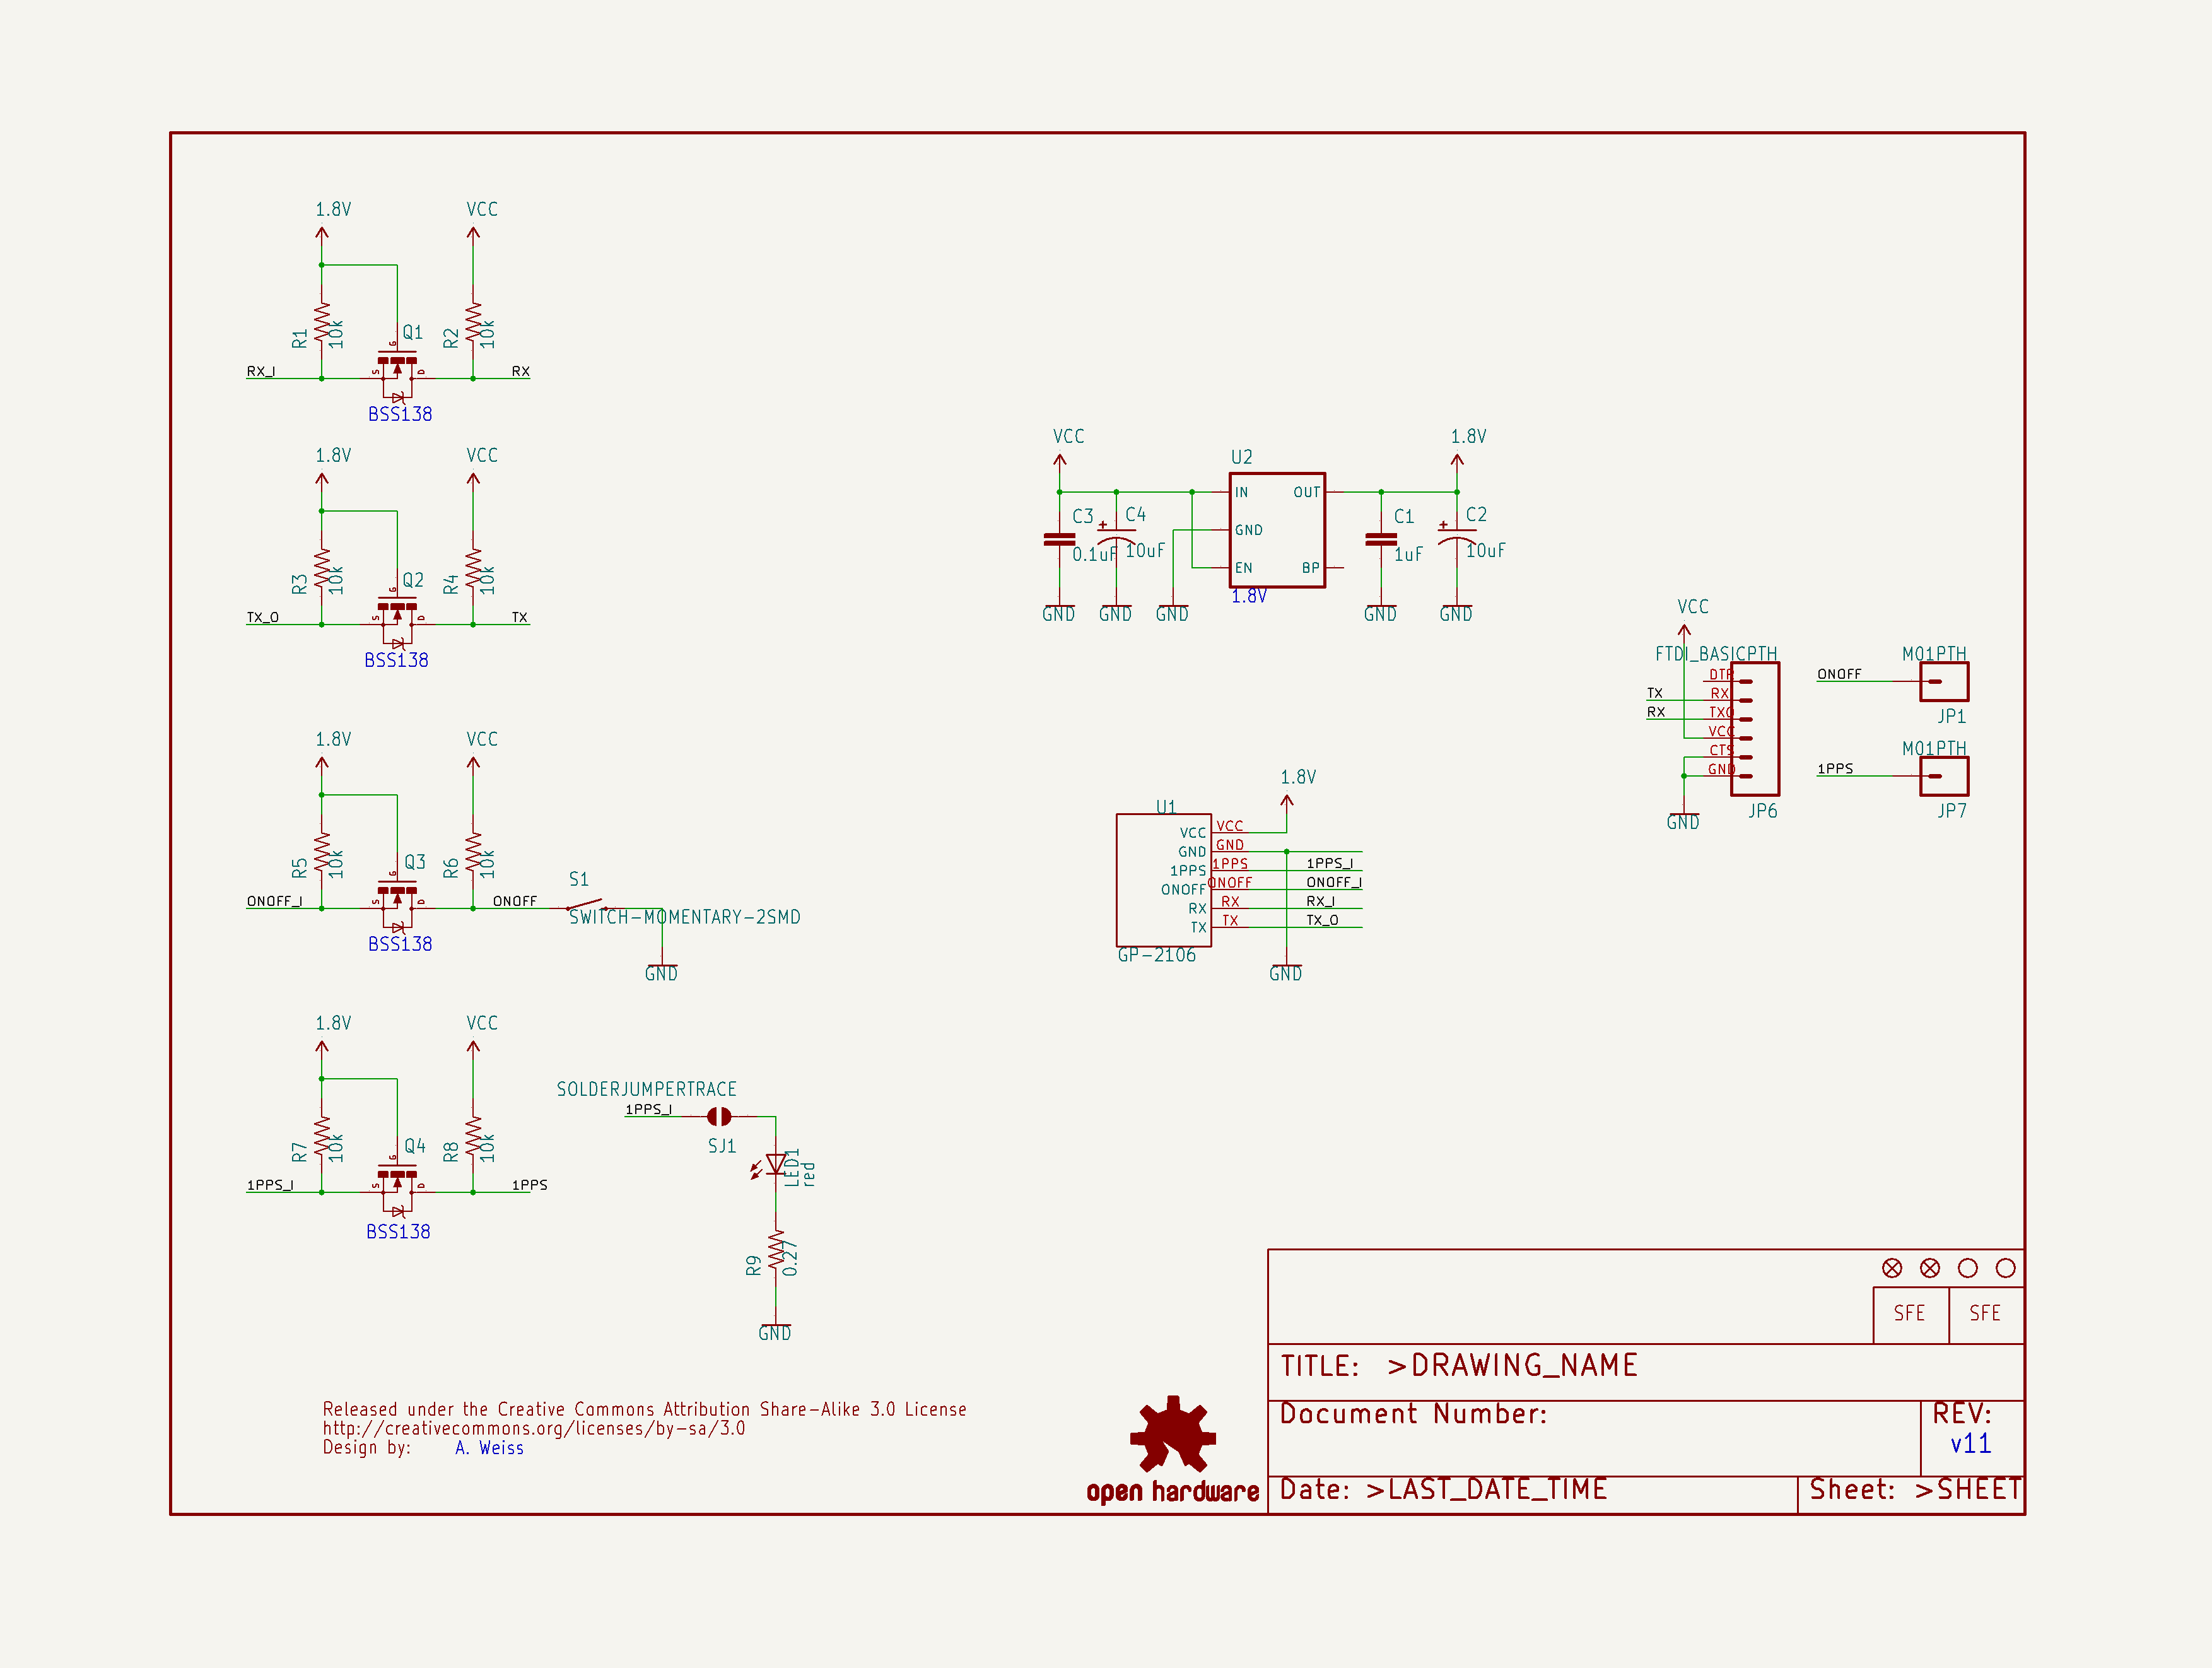 1.8V
VCC
R1
10k
Q1
G
S
D
R2
10k
RX_I
RX
BSS138
1.8V
VCC
R3
10k
Q2
G
S
D
R4
10k
TX_O
TX
BSS138
1.8V
VCC
R5
10k
Q3
G
S
D
R6
10k
ONOFF_I
ONOFF
BSS138
S1
SWITCH-MOMENTARY-2SMD
GND
1.8V
VCC
R7
10k
Q4
G
S
D
R8
10k
1PPS_I
1PPS
BSS138
SOLDERJUMPERTRACE
1PPS_I
SJ1
LED1
red
R9
0.27
GND
VCC
1.8V
U2
IN
OUT
GND
EN
BP
1.8V
C3
0.1uF
C4
10uF
C1
1uF
C2
10uF
GND
GND
GND
GND
GND
1.8V
U1
VCC VCC
GND GND
1PPS 1PPS 1PPS_I
ONOFF ONOFF ONOFF_I
RX RX RX_I
TX TX TX_O
GP-2106
GND
VCC
FTDI_BASICPTH
DTR
TX RX
RX TXO
VCC
CTS
GND
JP6
GND
M01PTH
ONOFF
JP1
M01PTH
1PPS
JP7
SFE SFE
TITLE: >DRAWING_NAME
Document Number:
REV:
v11
Date: >LAST_DATE_TIME
Sheet: >SHEET
Released under the Creative Commons Attribution Share-Alike 3.0 License
http://creativecommons.org/licenses/by-sa/3.0
Design by: A. Weiss
open hardware